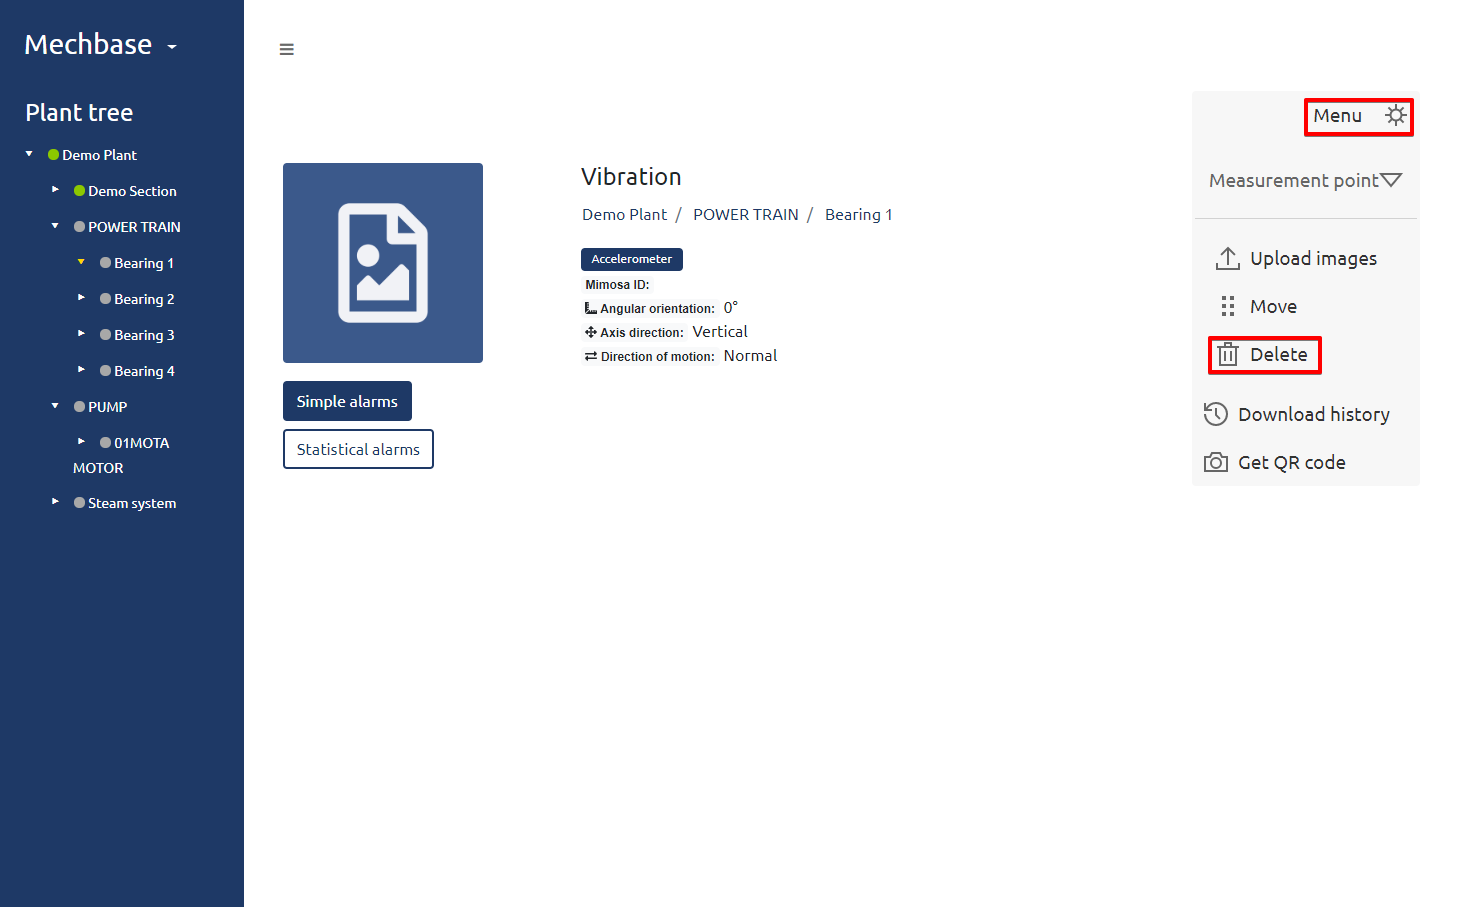 Mechbase
Plant tree
Demo Plant
Demo Section
POWER TRAIN
Bearing 1
Bearing 2
Bearing 3
Bearing 4
PUMP
01MOTA
MOTOR
Steam system
Simple alarms
Statistical alarms
Vibration
Demo Plant / POWER TRAIN / Bearing 1
Accelerometer
Mimosa ID:
Angular orientation: 0°
Axis direction: Vertical
Direction of motion: Normal
Menu
Measurement point
Upload images
Move
Delete
Download history
Get QR code